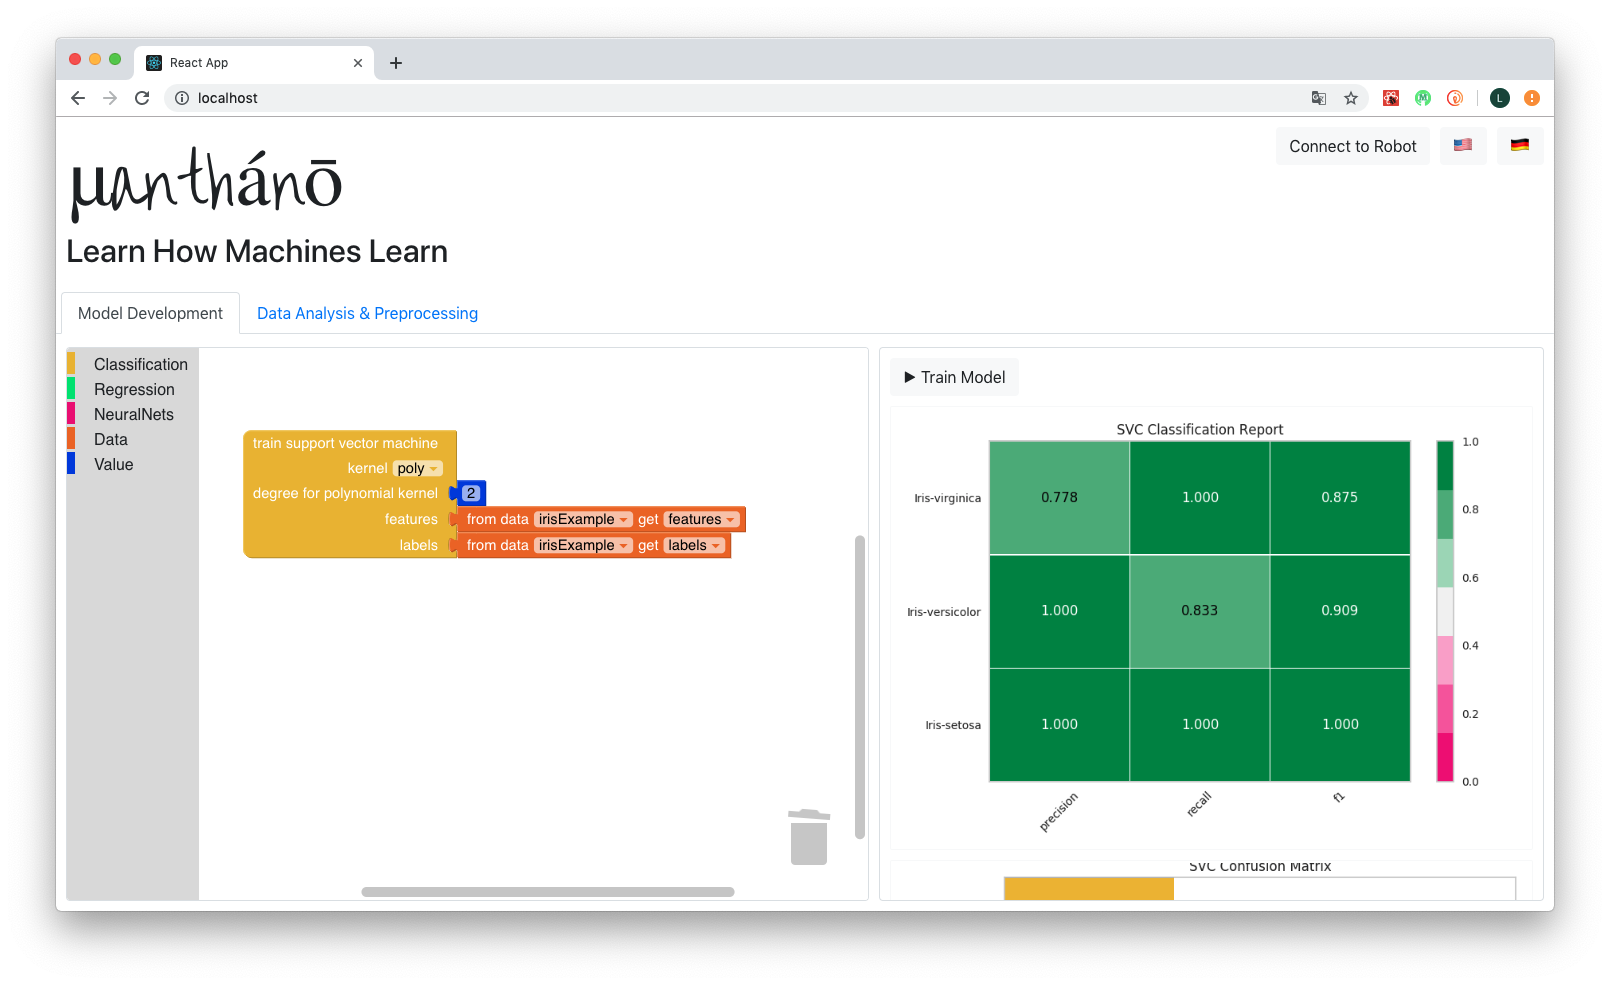 React App
localhost
L
Connect to Robot
μanthánō
Learn How Machines Learn
Model Development
Data Analysis & Preprocessing
Classification
Regression
NeuralNets
Data
Value
train support vector machine
kernel poly
degree for polynomial kernel 2
features from data irisExample get features
labels from data irisExample get labels
Train Model
SVC Classification Report
Iris-virginica 0.778 1.000 0.875
Iris-versicolor 1.000 0.833 0.909
Iris-setosa 1.000 1.000 1.000
precision recall f1
1.0
0.8
0.6
0.4
0.2
0.0
SVC Confusion Matrix